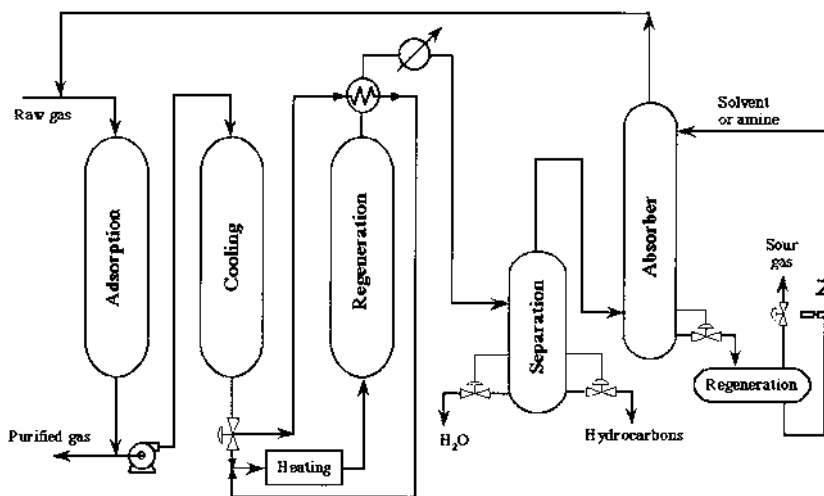 Raw gas
Adsorption
Cooling
Regeneration
Purified gas
Heating
Separation
H₂O
Hydrocarbons
Absorber
Solvent
or amine
Sour
gas
Regeneration